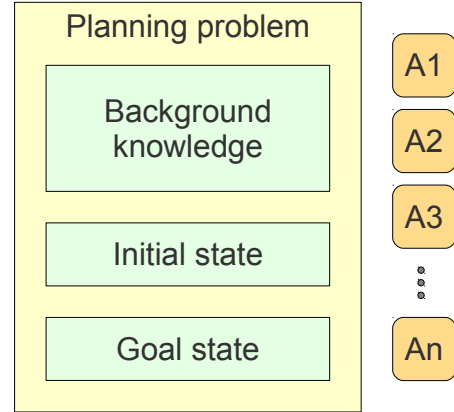 Planning problem
Background
knowledge
Initial state
Goal state
A1
A2
A3
An